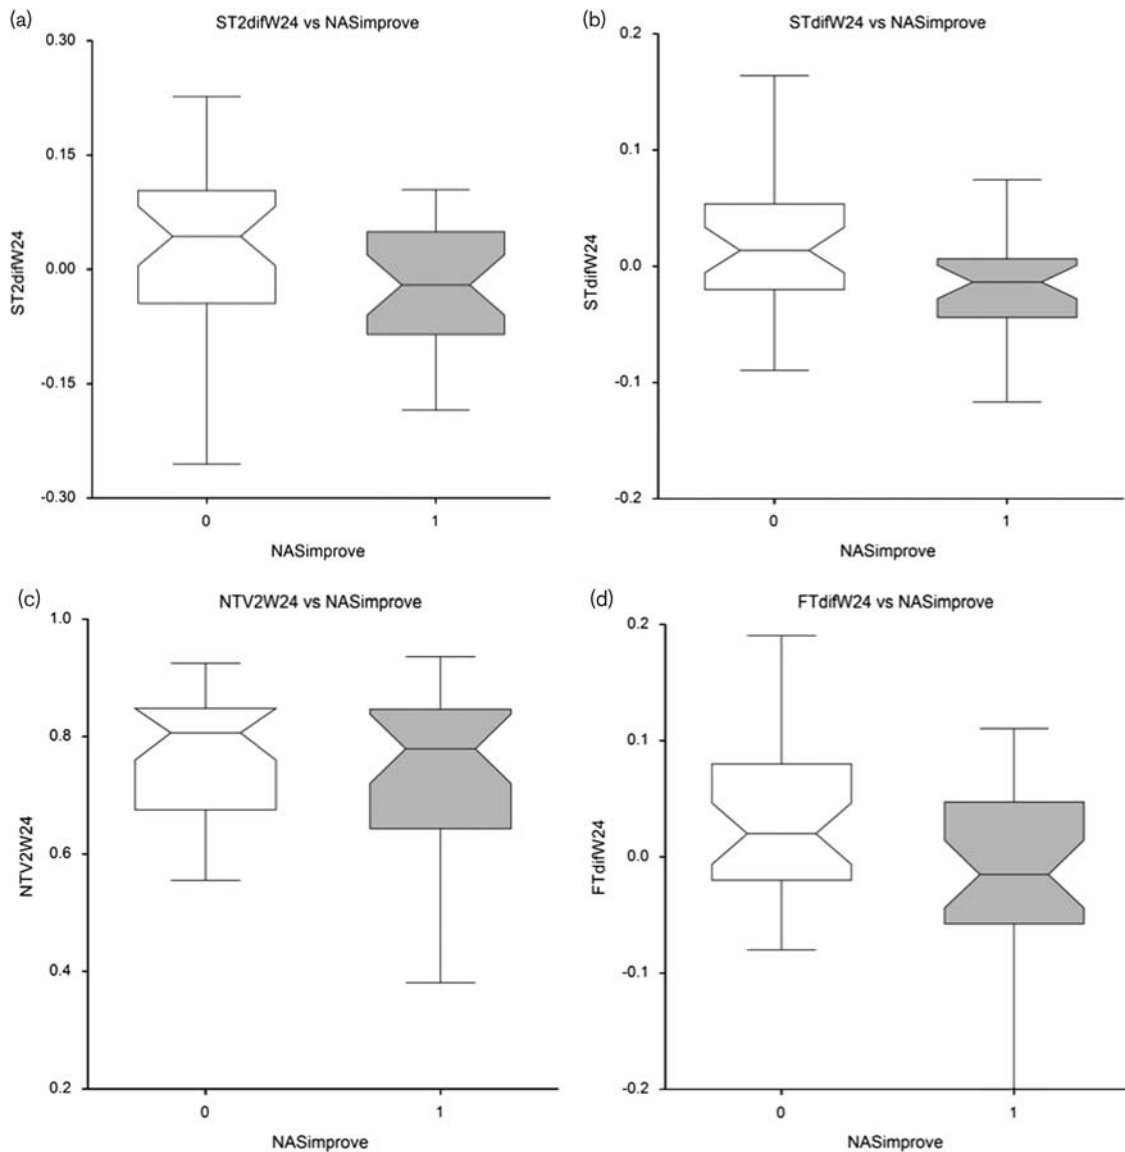 (a)
ST2difW24 vs NASimprove
0.30
0.15
0.00
-0.15
-0.30
ST2difW24
0
1
NASimprove
(b)
STdifW24 vs NASimprove
0.2
0.1
0.0
-0.1
-0.2
STdifW24
0
1
NASimprove
(c)
NTV2W24 vs NASimprove
1.0
0.8
0.6
0.4
0.2
NTV2W24
0
1
NASimprove
(d)
FTdifW24 vs NASimprove
0.2
0.1
0.0
-0.1
-0.2
FTdifW24
0
1
NASimprove